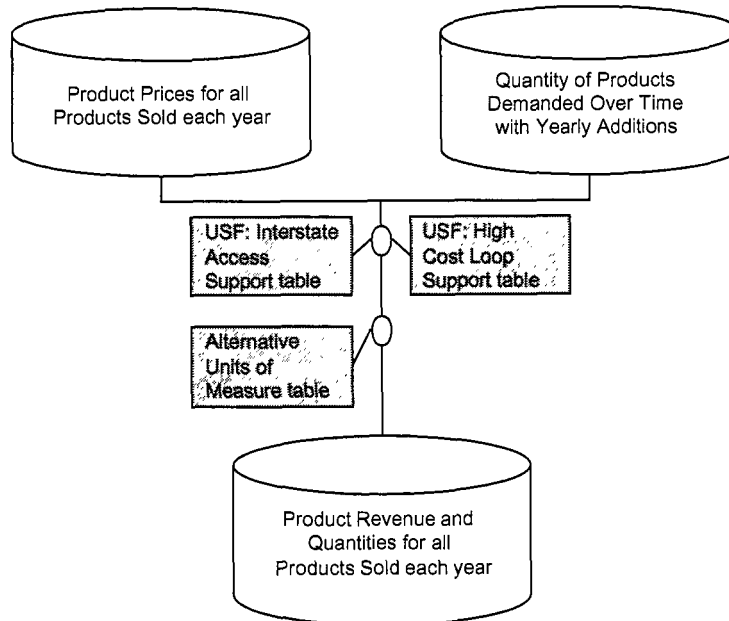 Product Prices for all
Products Sold each year
Quantity of Products
Demanded Over Time
with Yearly Additions
USF: Interstate
Access
Support table
USF: High
Cost Loop
Support table
Alternative
Units of
Measure table
Product Revenue and
Quantities for all
Products Sold each year